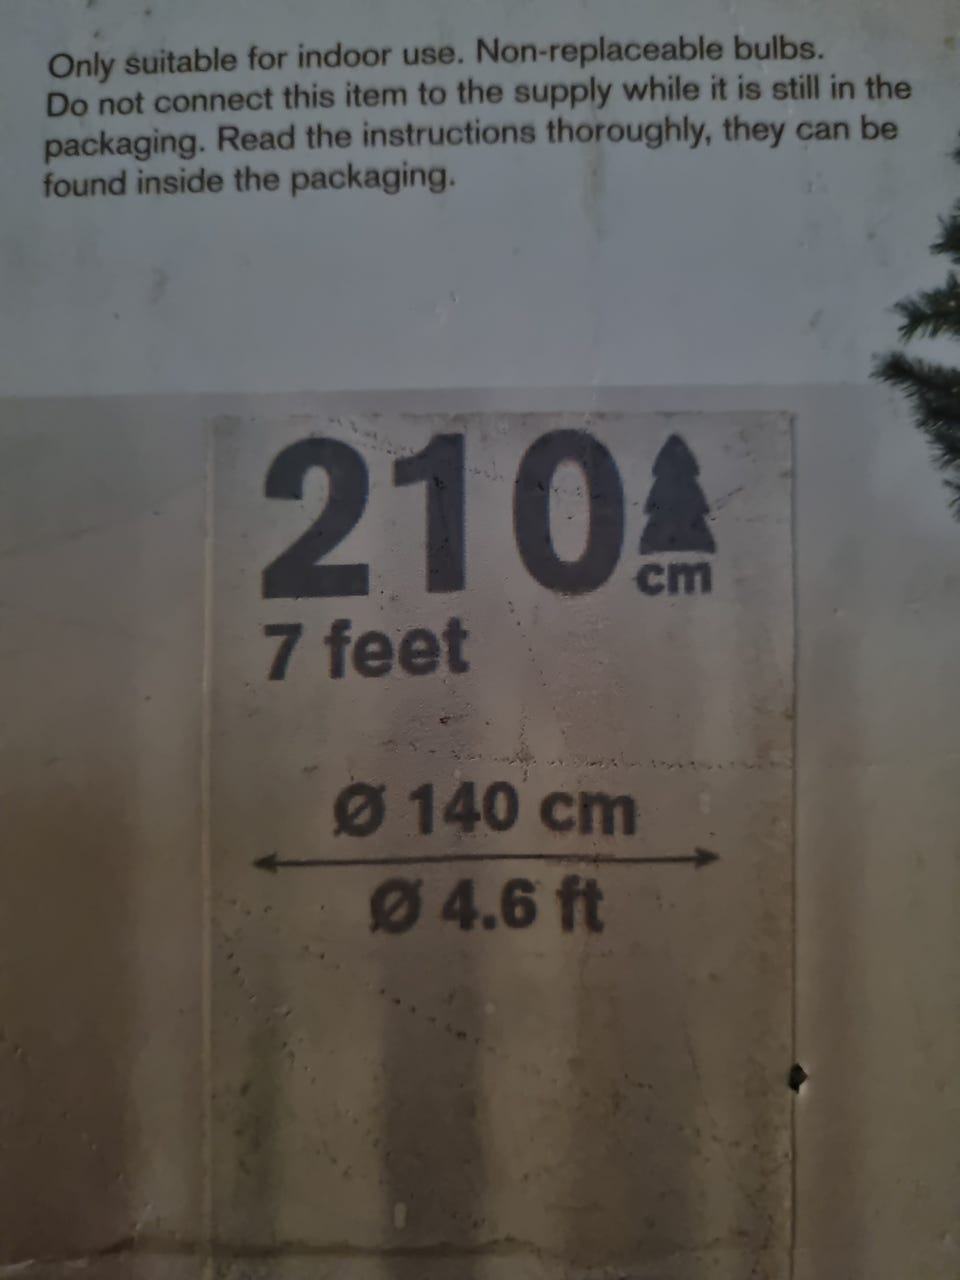 Only suitable for indoor use. Non-replaceable bulbs.
Do not connect this item to the supply while it is still in the
packaging. Read the instructions thoroughly, they can be
found inside the packaging.
210
cm
7 feet
Ø 140 cm
Ø 4.6 ft